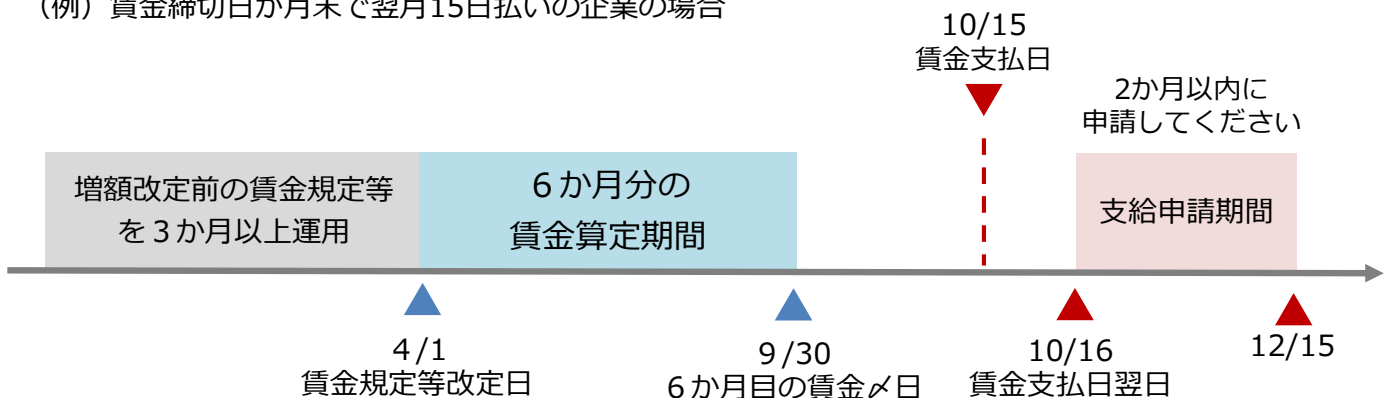 （例）賃金締切日が月末で翌月15日払いの企業の場合
10/15
賃金支払日
2か月以内に
申請してください
増額改定前の賃金規定等
を３か月以上運用
６か月分の
賃金算定期間
支給申請期間
４/1
賃金規定等改定日
９/30
６か月目の賃金〆日
10/16
賃金支払日翌日
12/15